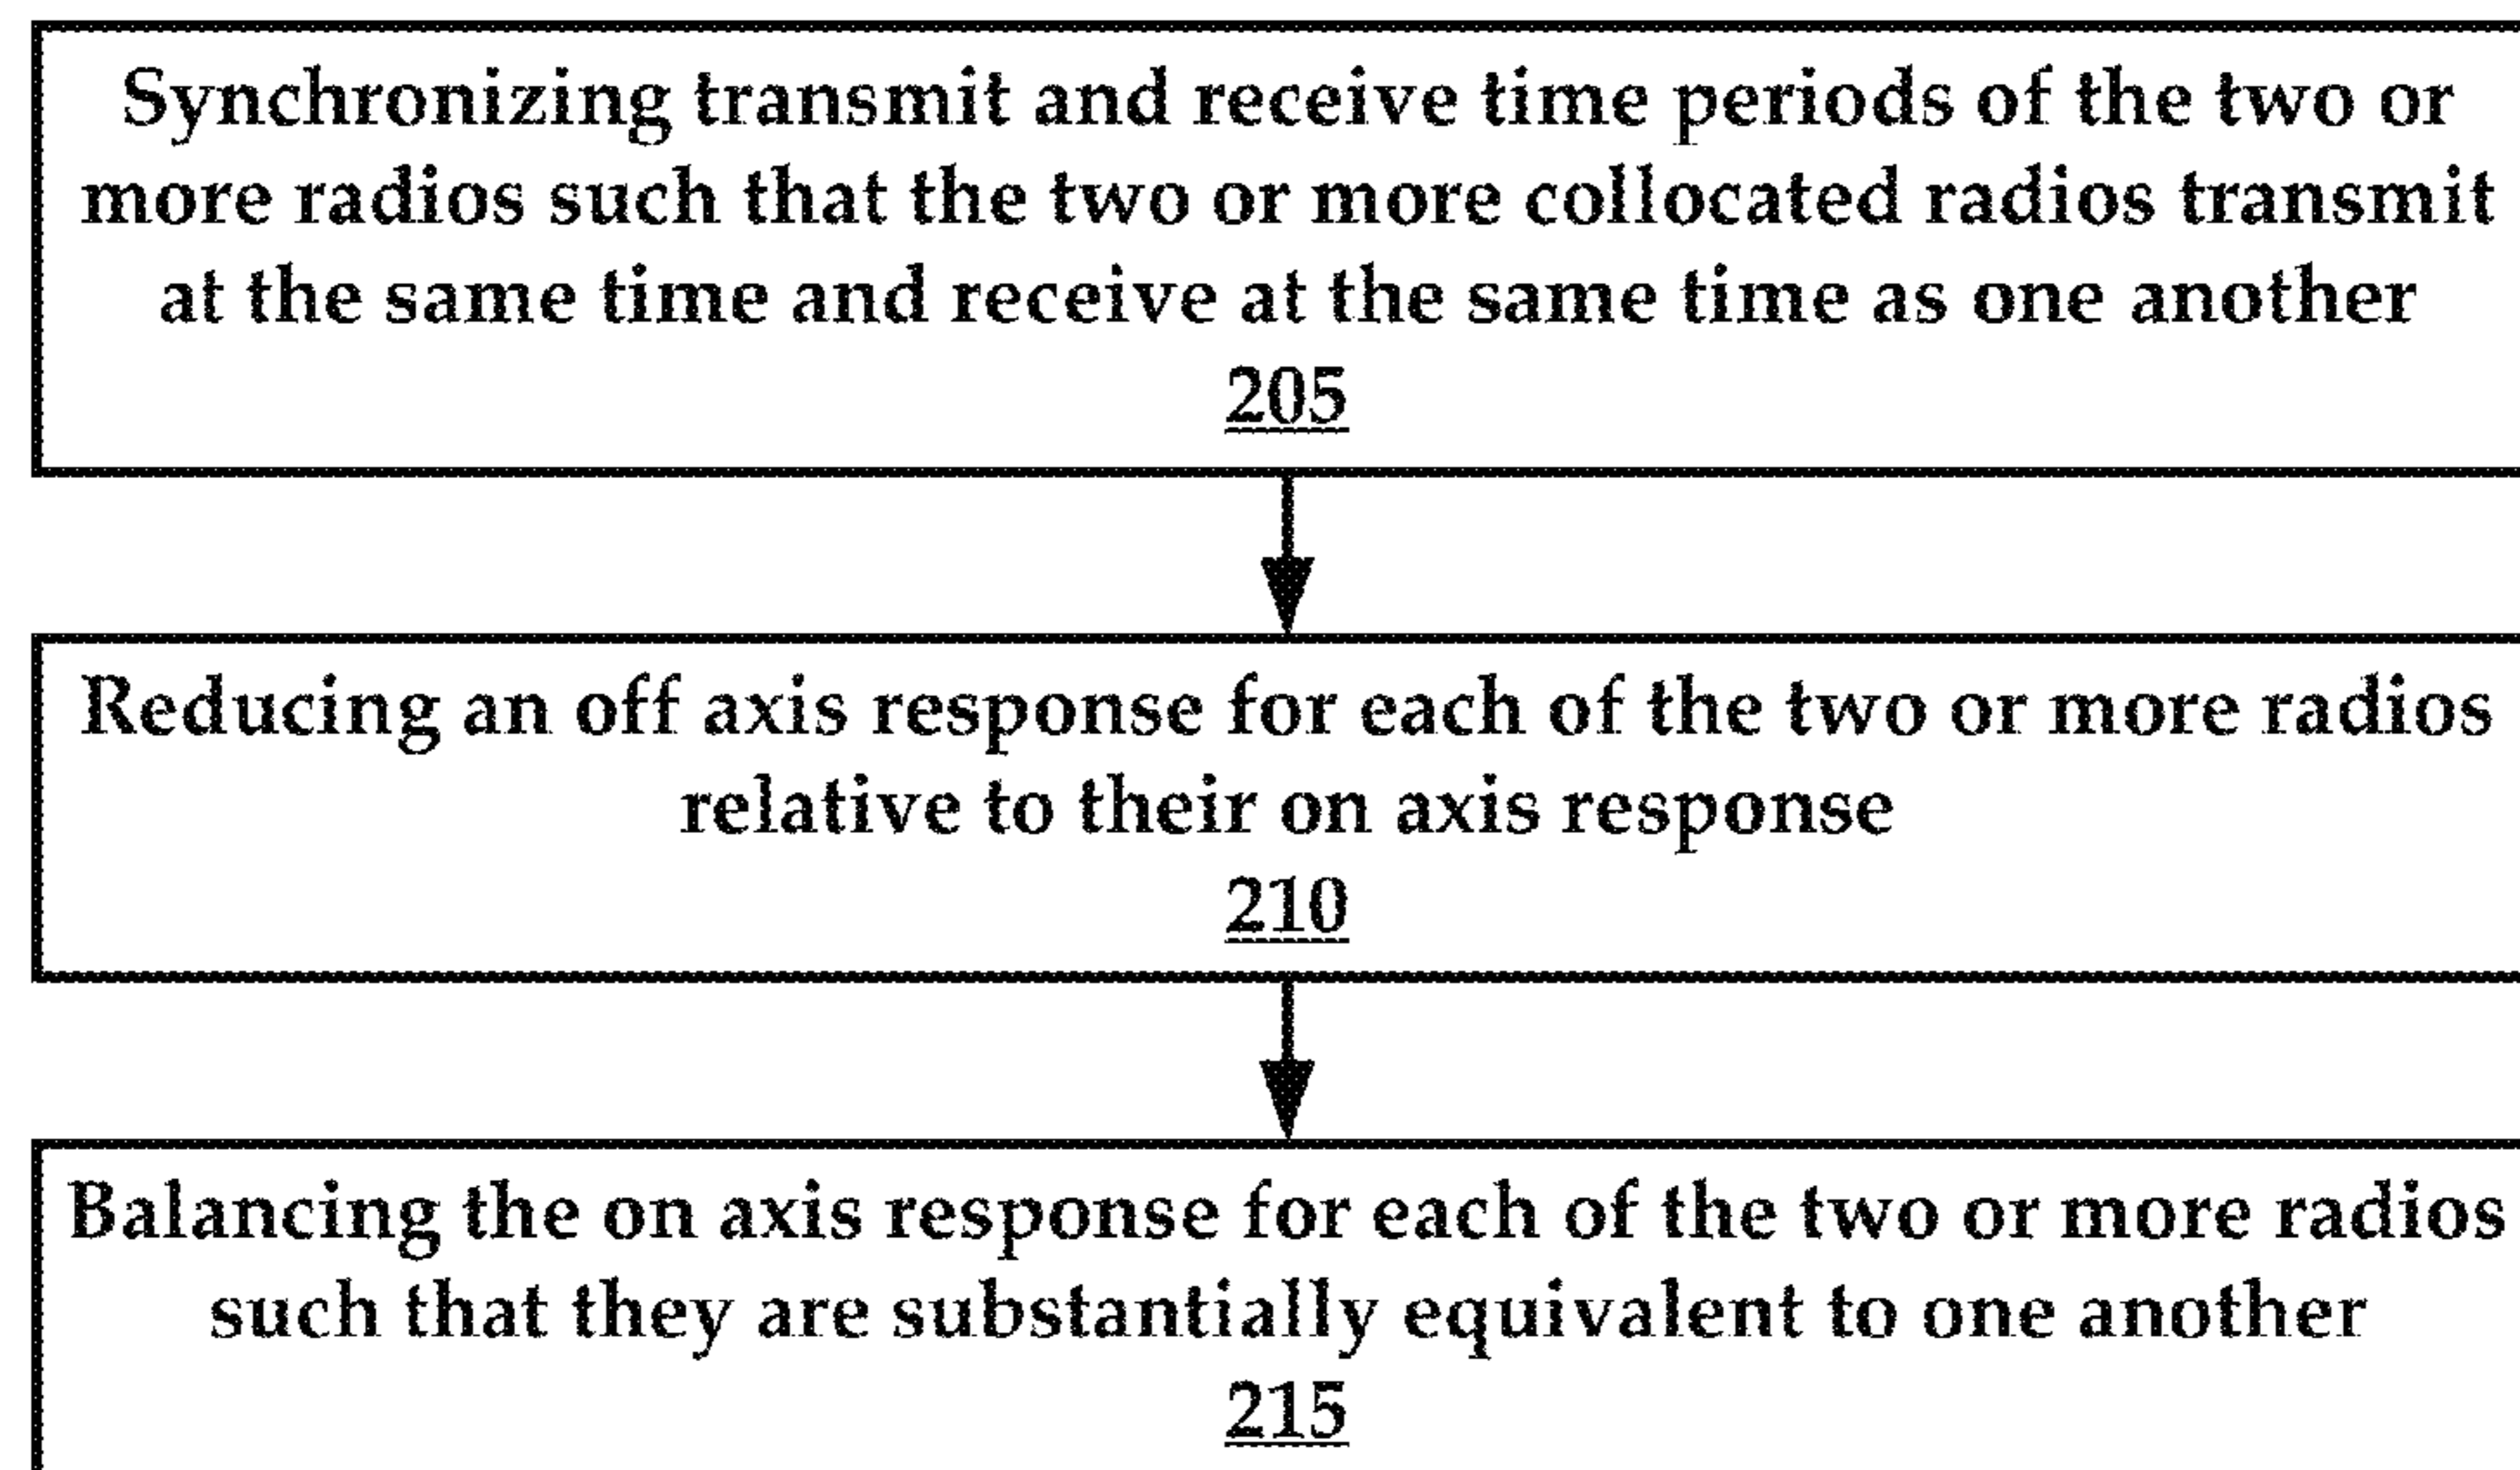 Synchronizing transmit and receive time periods of the two or
more radios such that the two or more collocated radios transmit
at the same time and receive at the same time as one another
205
Reducing an off axis response for each of the two or more radios
relative to their on axis response
210
Balancing the on axis response for each of the two or more radios
such that they are substantially equivalent to one another
215